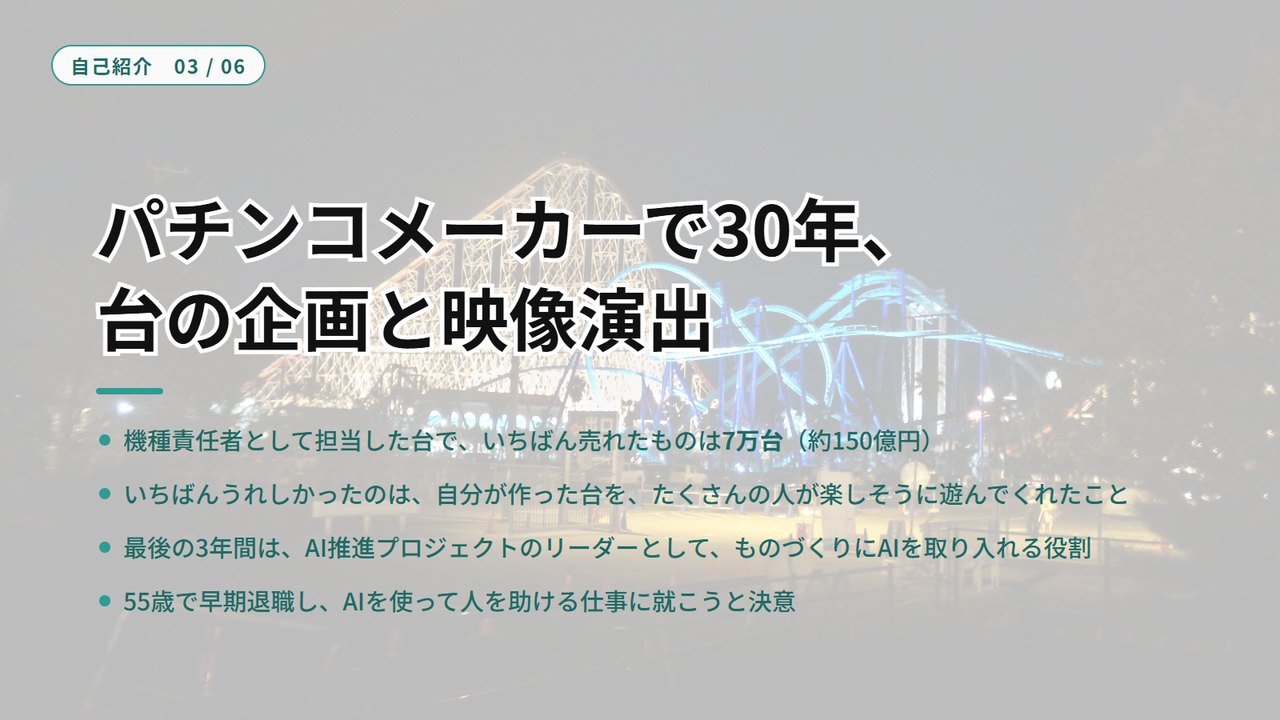 自己紹介 03 / 06
パチンコメーカーで30年、
台の企画と映像演出
機種責任者として担当した台で、いちばん売れたものは7万台（約150億円）
いちばんうれしかったのは、自分が作った台を、たくさんの人が楽しそうに遊んでくれたこと
最後の3年間は、AI推進プロジェクトのリーダーとして、ものづくりにAIを取り入れる役割
55歳で早期退職し、AIを使って人を助ける仕事に就こうと決意